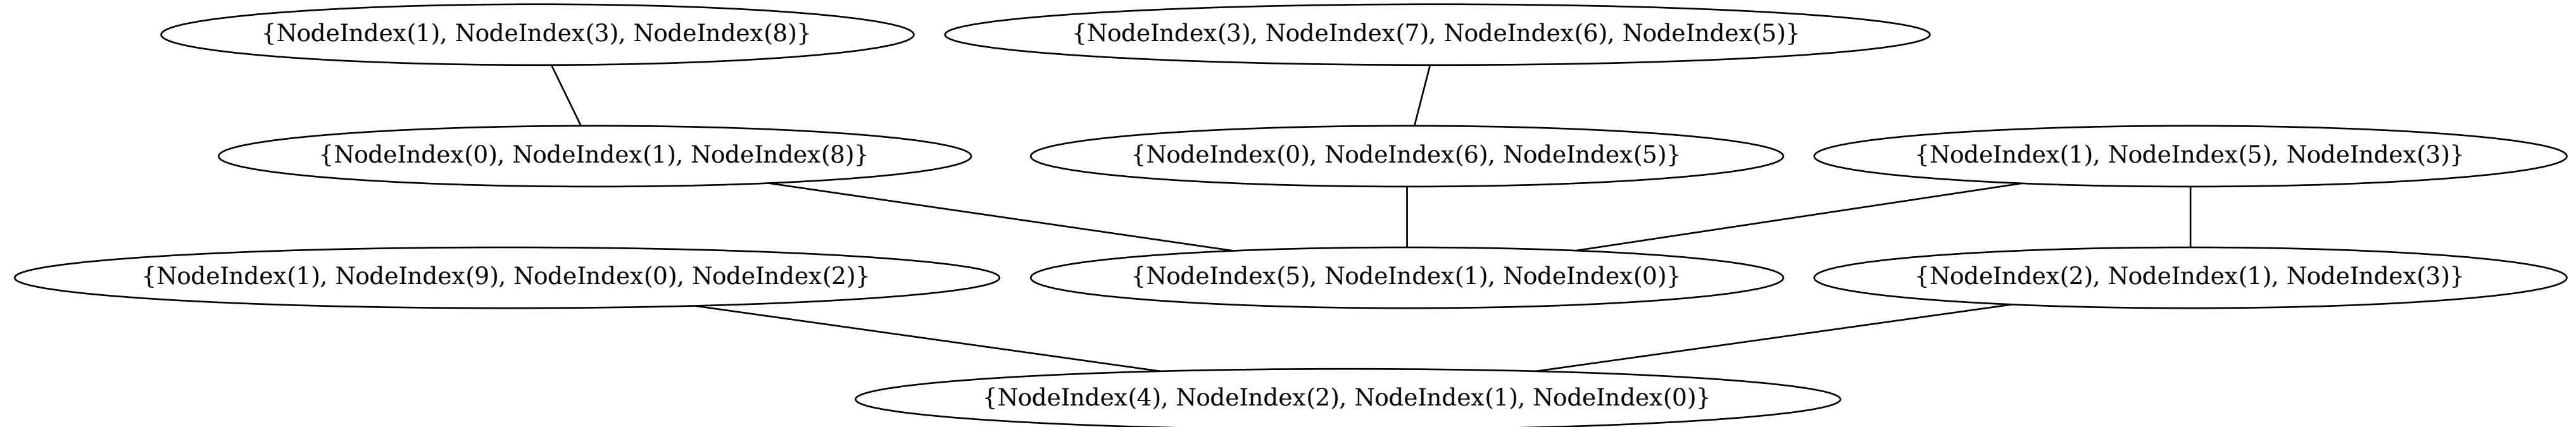 {NodeIndex(1), NodeIndex(3), NodeIndex(8)}
{NodeIndex(3), NodeIndex(7), NodeIndex(6), NodeIndex(5)}
{NodeIndex(0), NodeIndex(1), NodeIndex(8)}
{NodeIndex(0), NodeIndex(6), NodeIndex(5)}
{NodeIndex(1), NodeIndex(5), NodeIndex(3)}
{NodeIndex(1), NodeIndex(9), NodeIndex(0), NodeIndex(2)}
{NodeIndex(5), NodeIndex(1), NodeIndex(0)}
{NodeIndex(2), NodeIndex(1), NodeIndex(3)}
{NodeIndex(4), NodeIndex(2), NodeIndex(1), NodeIndex(0)}